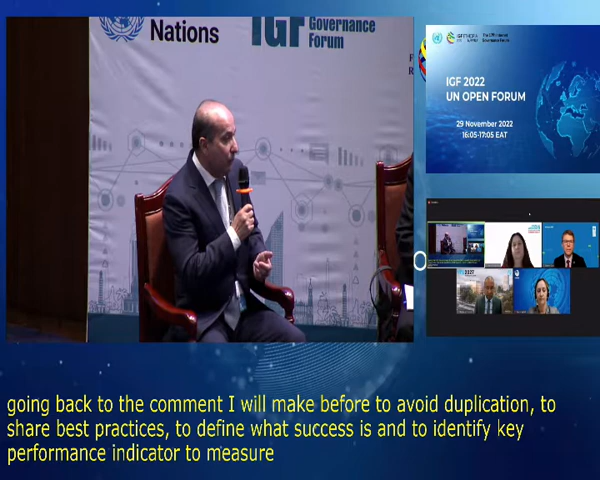 Nations
IGF Governance
Forum
F
R
IGF 2022
UN OPEN FORUM
29 November 2022
16:05-17:05 EAT
going back to the comment I will make before to avoid duplication, to
share best practices, to define what success is and to identify key
performance indicator to measure